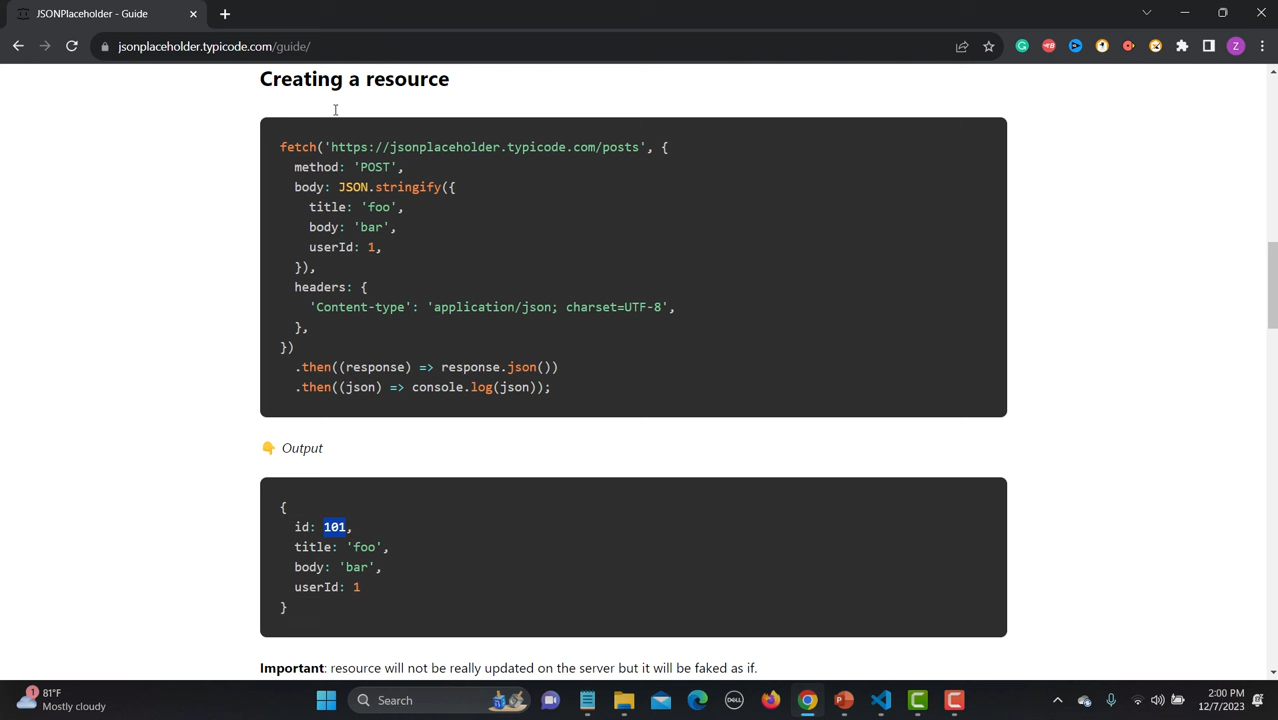 JSONPlaceholder - Guide
jsonplaceholder.typicode.com/guide/
Z
Creating a resource
fetch('https://jsonplaceholder.typicode.com/posts', {
  method: 'POST',
  body: JSON.stringify({
    title: 'foo',
    body: 'bar',
    userId: 1,
  }),
  headers: {
    'Content-type': 'application/json; charset=UTF-8',
  },
})
  .then((response) => response.json())
  .then((json) => console.log(json));
👇 Output
{
  id: 101,
  title: 'foo',
  body: 'bar',
  userId: 1
}
Important: resource will not be really updated on the server but it will be faked as if.
1
81°F
Mostly cloudy
Search
DELL
2:00 PM
12/7/2023